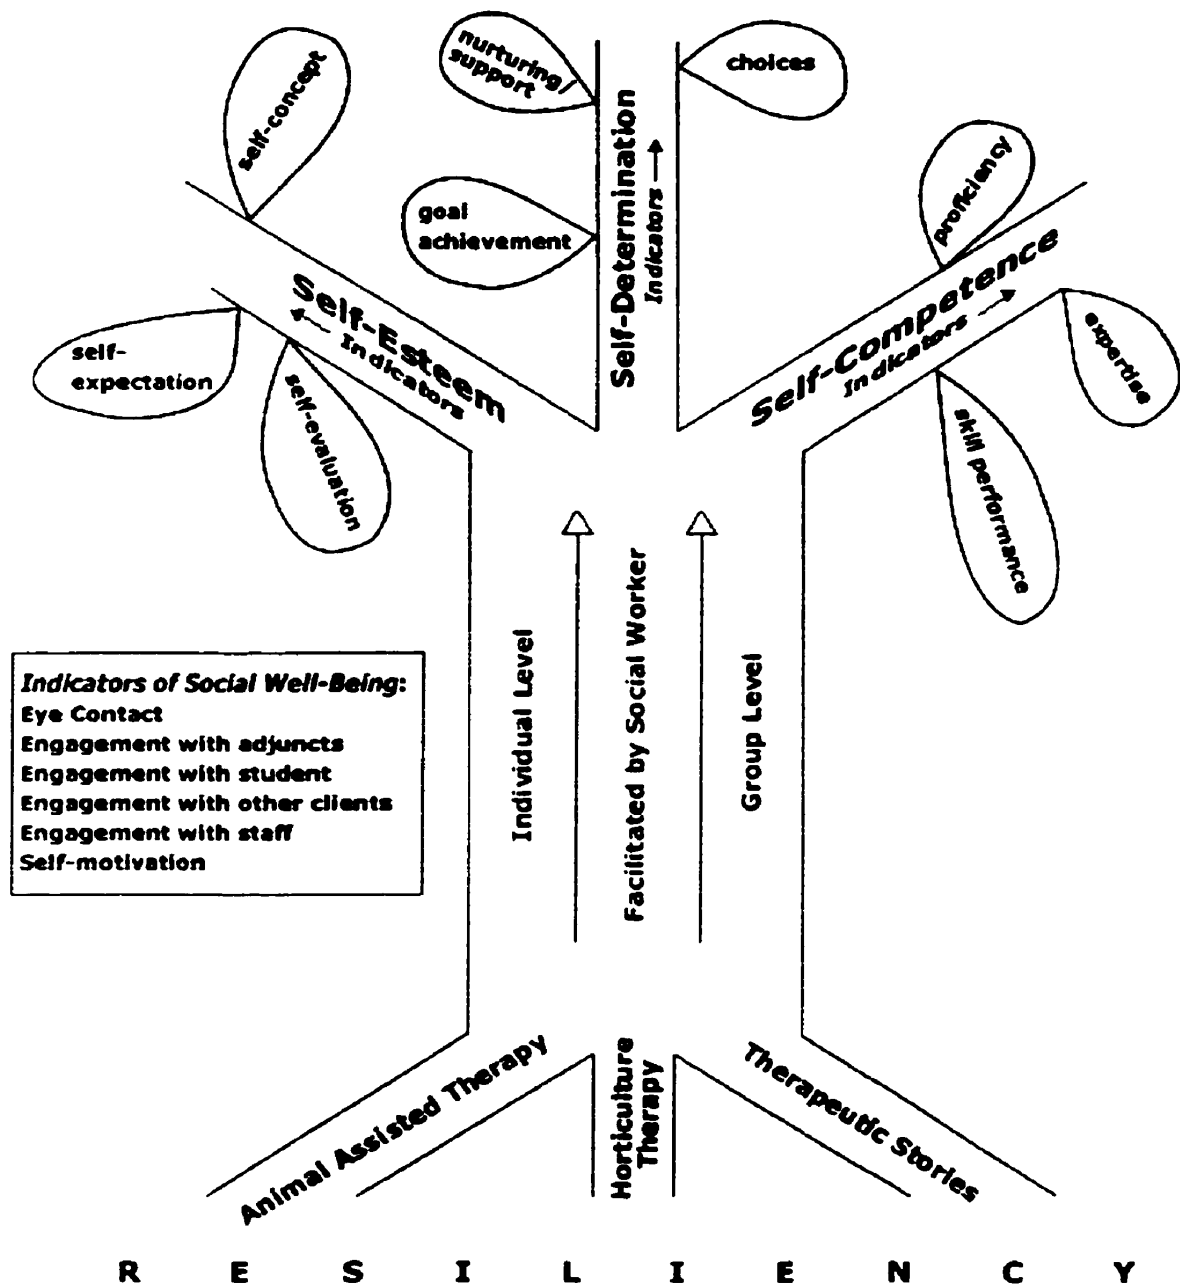 nurturing/
support
choices
self-concept
proficiency
goal
achievement
Self-Determination
Indicators
Self-Esteem
Indicators
Self-Competence
Indicators
self-
expectation
self-evaluation
expertise
skill performance
Individual Level
Facilitated by Social Worker
Group Level
Indicators of Social Well-Being:
Eye Contact
Engagement with adjuncts
Engagement with student
Engagement with other clients
Engagement with staff
Self-motivation
Animal Assisted Therapy
Horticulture
Therapy
Therapeutic Stories
R E S I L I E N C Y